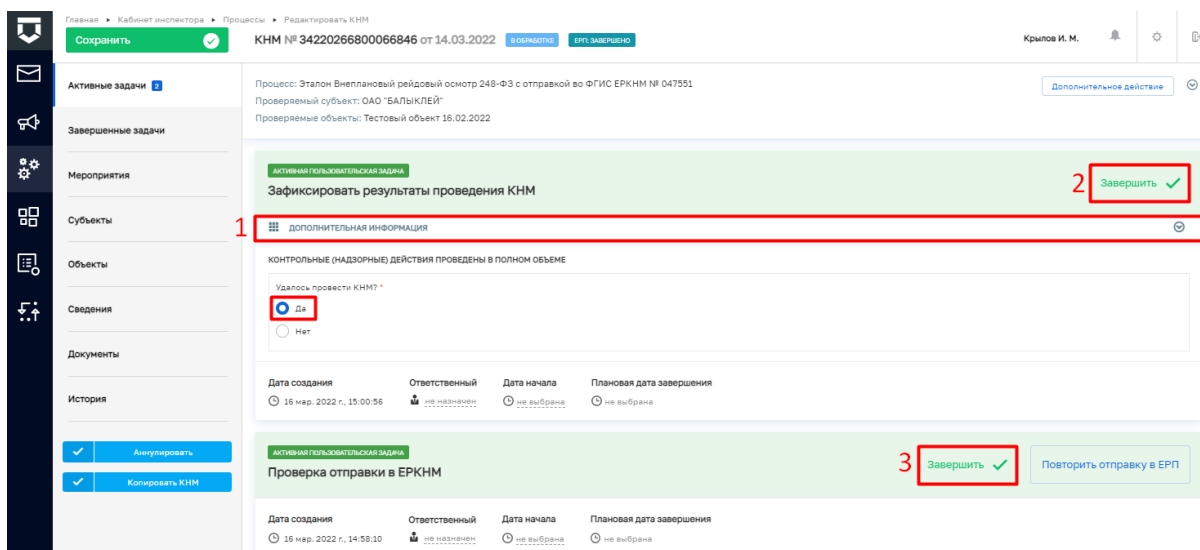 Главная ▸ Кабинет инспектора ▸ Процессы ▸ Редактировать КНМ
Сохранить
КНМ № 34220266800066846 от 14.03.2022 В ОБРАБОТКЕ ЕРП: ЗАВЕРШЕНО
Крылов И. М.
Активные задачи 2
Завершенные задачи
Мероприятия
Субъекты
Объекты
Сведения
Документы
История
Аннулировать
Копировать КНМ
Процесс: Эталон Внеплановый рейдовый осмотр 248-ФЗ с отправкой во ФГИС ЕРКНМ № 047551
Дополнительное действие
Проверяемый субъект: ОАО "БАЛЫКЛЕЙ"
Проверяемые объекты: Тестовый объект 16.02.2022
АКТИВНАЯ ПОЛЬЗОВАТЕЛЬСКАЯ ЗАДАЧА
Зафиксировать результаты проведения КНМ
2 Завершить
1 ДОПОЛНИТЕЛЬНАЯ ИНФОРМАЦИЯ
КОНТРОЛЬНЫЕ (НАДЗОРНЫЕ) ДЕЙСТВИЯ ПРОВЕДЕНЫ В ПОЛНОМ ОБЪЕМЕ
Удалось провести КНМ? *
Да
Нет
Дата создания Ответственный Дата начала Плановая дата завершения
16 мар. 2022 г., 15:00:56 не назначен не выбрана не выбрана
АКТИВНАЯ ПОЛЬЗОВАТЕЛЬСКАЯ ЗАДАЧА
Проверка отправки в ЕРКНМ
3 Завершить Повторить отправку в ЕРП
Дата создания Ответственный Дата начала Плановая дата завершения
16 мар. 2022 г., 14:58:10 не назначен не выбрана не выбрана